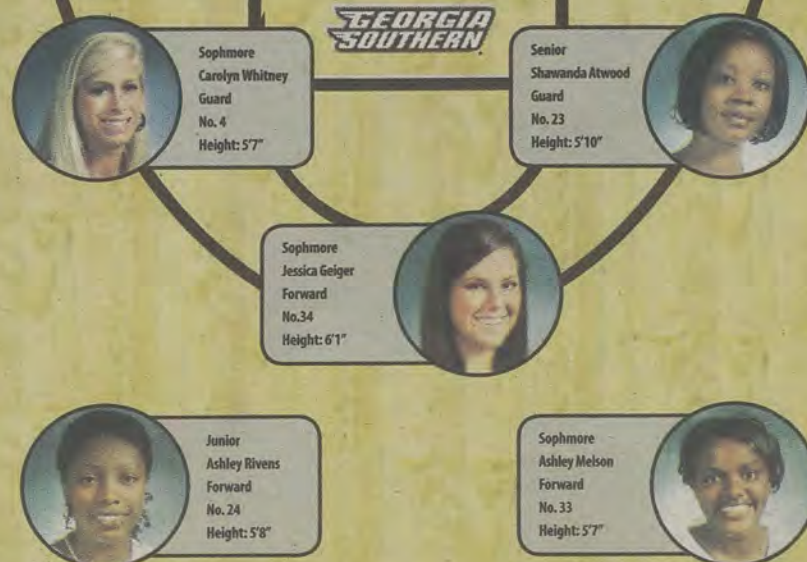 GEORGIA
SOUTHERN
Sophmore
Carolyn Whitney
Guard
No. 4
Height: 5'7"
Senior
Shawanda Atwood
Guard
No. 23
Height: 5'10"
Sophmore
Jessica Geiger
Forward
No.34
Height: 6'1"
Junior
Ashley Rivens
Forward
No. 24
Height: 5'8"
Sophmore
Ashley Melson
Forward
No. 33
Height: 5'7"